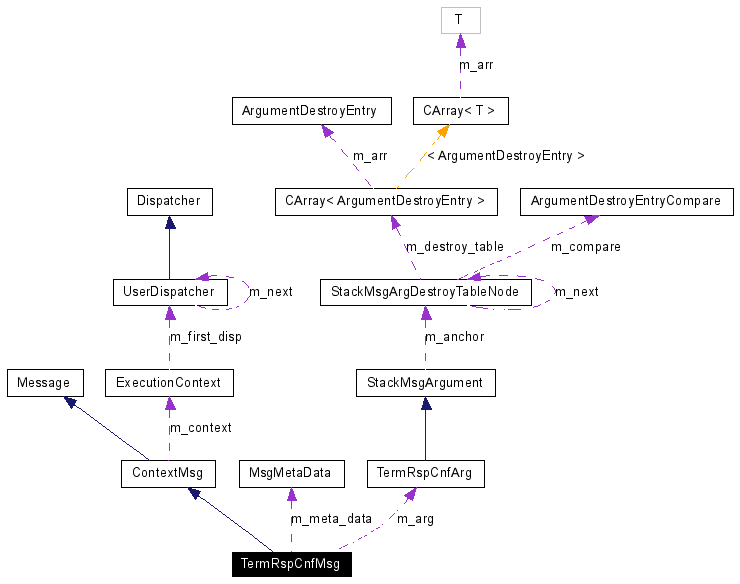 T
m_arr
ArgumentDestroyEntry
CArray< T >
m_arr
< ArgumentDestroyEntry >
Dispatcher
CArray< ArgumentDestroyEntry >
ArgumentDestroyEntryCompare
m_destroy_table
m_compare
UserDispatcher
m_next
StackMsgArgDestroyTableNode
m_next
m_first_disp
m_anchor
Message
ExecutionContext
StackMsgArgument
m_context
ContextMsg
MsgMetaData
TermRspCnfArg
m_meta_data
m_arg
TermRspCnfMsg